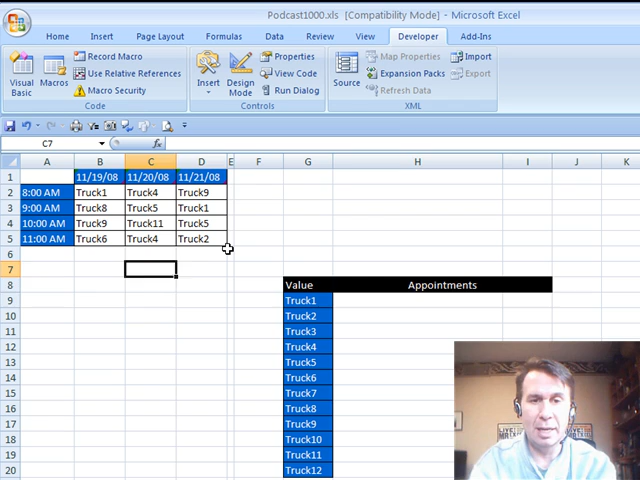 Podcast1000.xls [Compatibility Mode] - Microsoft Excel
Home Insert Page Layout Formulas Data Review View Developer Add-Ins
Visual Basic Macros Record Macro Use Relative References Macro Security
Insert Design Mode Properties View Code Run Dialog
Source Map Properties Expansion Packs Refresh Data Import Export
Code Controls XML
C7 fx
A B C D E F G H I J K
1 11/19/08 11/20/08 11/21/08
2 8:00 AM Truck1 Truck4 Truck9
3 9:00 AM Truck8 Truck5 Truck1
4 10:00 AM Truck9 Truck11 Truck5
5 11:00 AM Truck6 Truck4 Truck2
6
7
8 Value Appointments
9 Truck1
10 Truck2
11 Truck3
12 Truck4
13 Truck5
14 Truck6
15 Truck7
16 Truck8
17 Truck9
18 Truck10
19 Truck11
20 Truck12